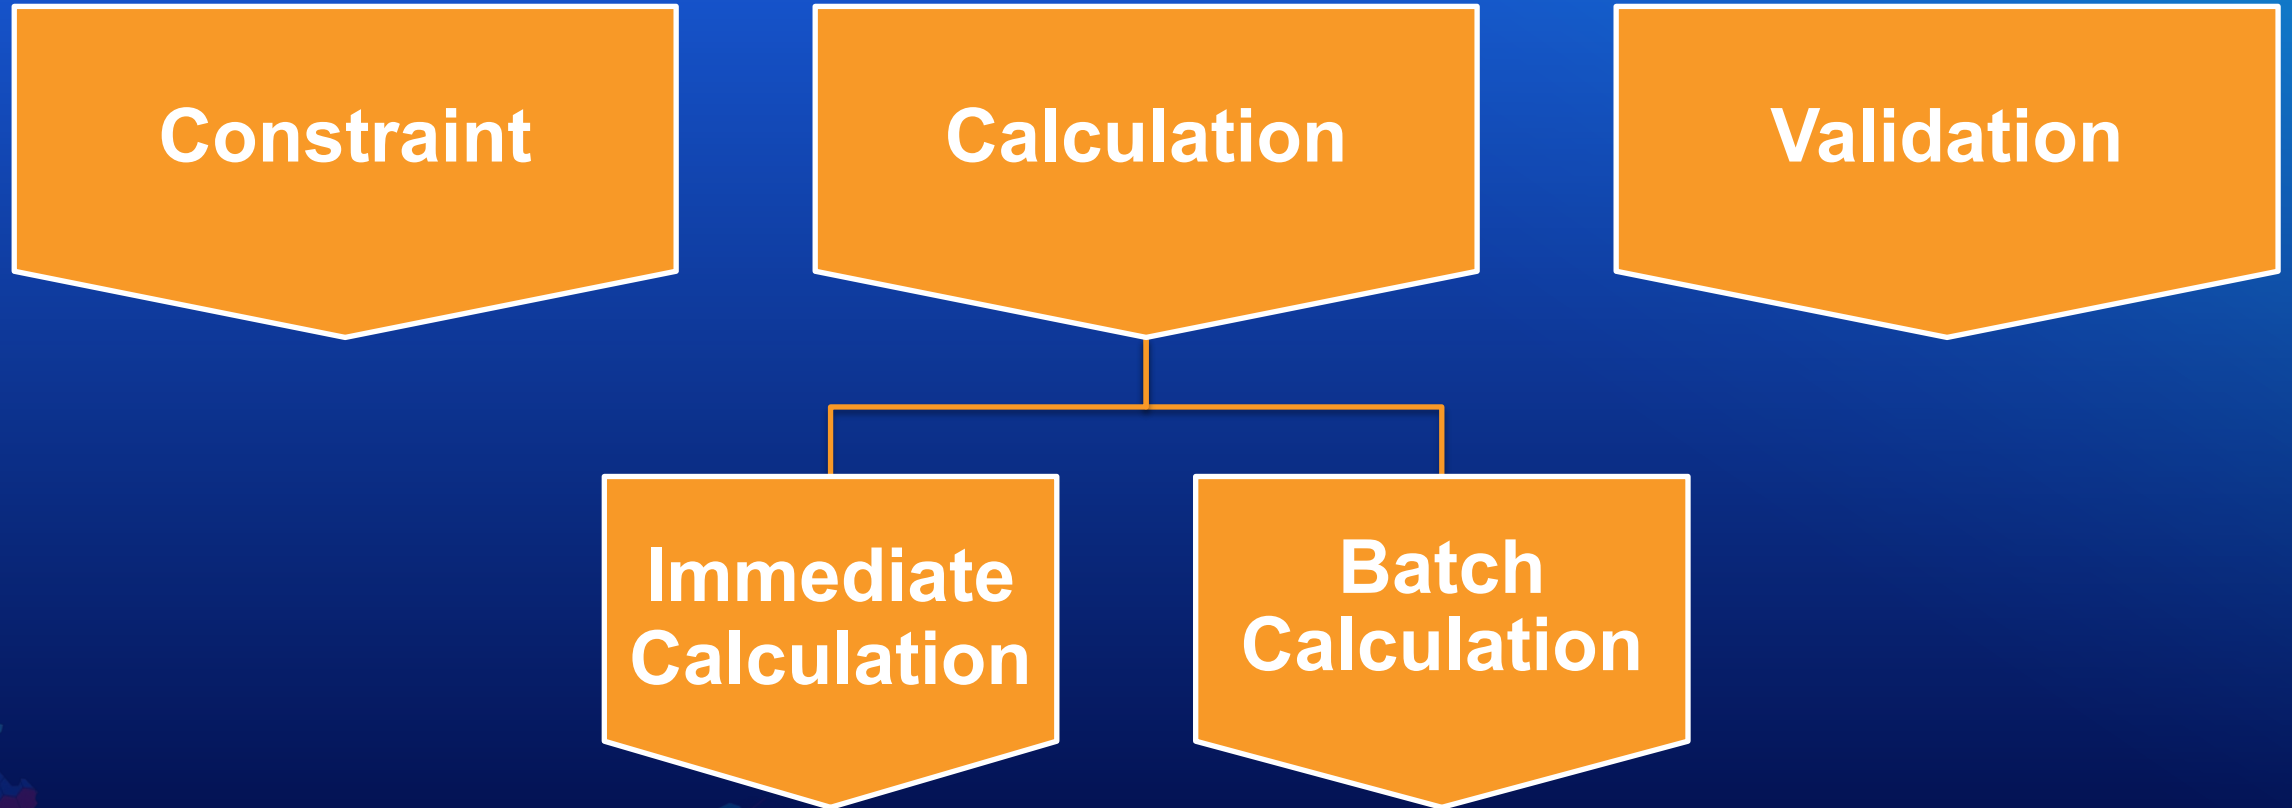 Constraint
Calculation
Validation
Immediate
Calculation
Batch
Calculation